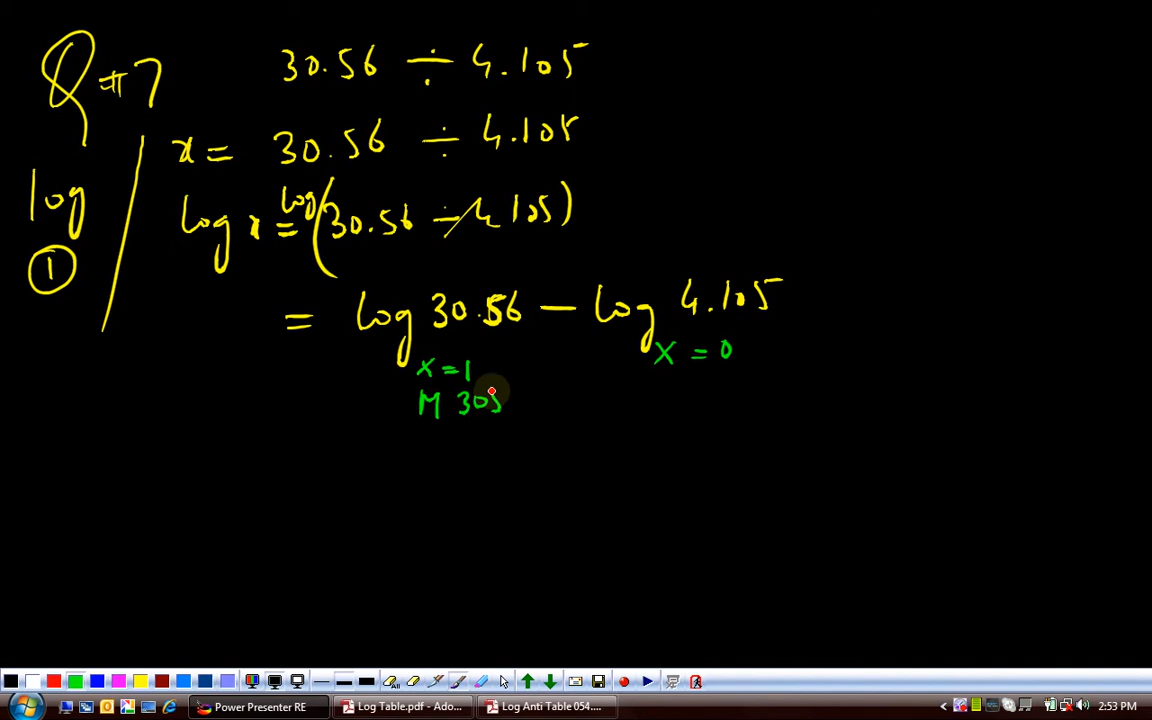 Q #7
30.56 ÷ 4.105
x = 30.56 ÷ 4.105
log
①
log x = log (30.56 ÷ 4.105)
= log 30.56 − log 4.105
X = 1
X = 0
M 305
All
Power Presenter RE
Log Table.pdf - Ado...
Log Anti Table 054....
2:53 PM